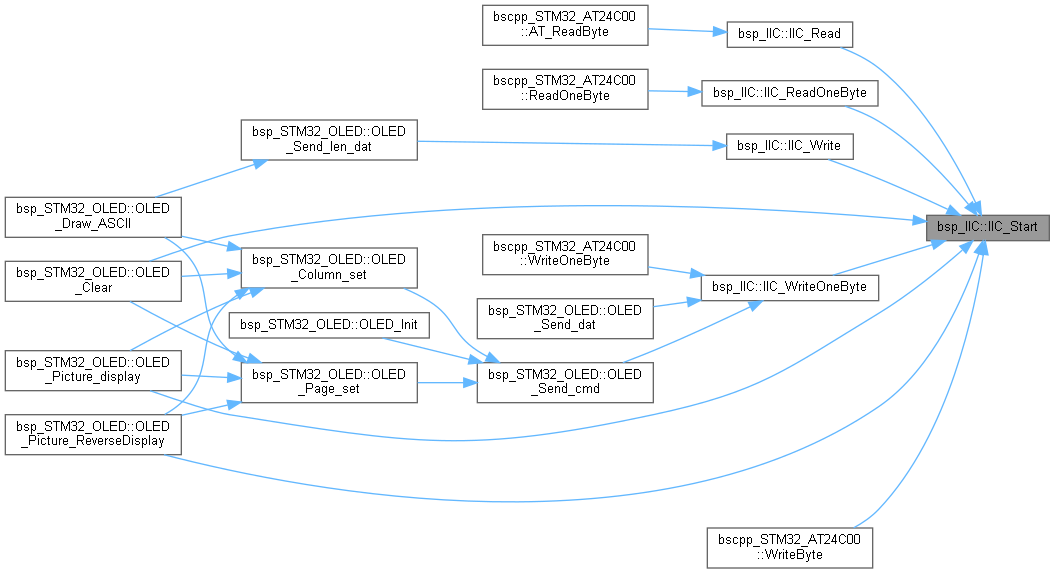 bscpp_STM32_AT24C00
::AT_ReadByte
bsp_IIC::IIC_Read
bscpp_STM32_AT24C00
::ReadOneByte
bsp_IIC::IIC_ReadOneByte
bsp_STM32_OLED::OLED
_Send_len_dat
bsp_IIC::IIC_Write
bsp_STM32_OLED::OLED
_Draw_ASCII
bsp_IIC::IIC_Start
bscpp_STM32_AT24C00
::WriteOneByte
bsp_STM32_OLED::OLED
_Column_set
bsp_STM32_OLED::OLED
_Clear
bsp_IIC::IIC_WriteOneByte
bsp_STM32_OLED::OLED
_Send_dat
bsp_STM32_OLED::OLED_Init
bsp_STM32_OLED::OLED
_Picture_display
bsp_STM32_OLED::OLED
_Page_set
bsp_STM32_OLED::OLED
_Send_cmd
bsp_STM32_OLED::OLED
_Picture_ReverseDisplay
bscpp_STM32_AT24C00
::WriteByte